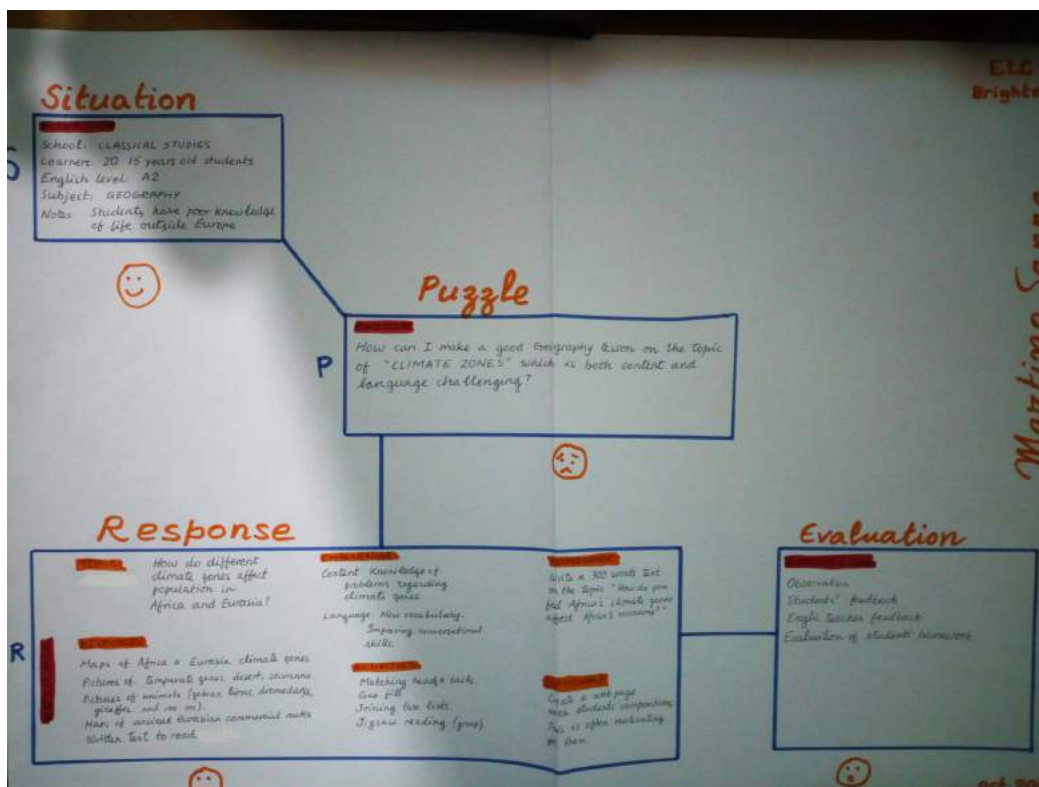 ELC
Situation
School: CLASSICAL STUDIES
Learners: 20 15 years old students
English level: A2
Subject: GEOGRAPHY
Notes: Students have poor knowledge
of life outside Europe
Puzzle
P
How can I make a good Geography lesson on the topic
of "CLIMATE ZONES" which is both content and
language challenging?
Response
R
How do different
climate zones affect
population in
Africa and Eurasia?
Maps of Africa & Eurasia climate zones
Pictures of temperate zones, desert, savanna
Pictures of animals (zebras, lions, dromedary,
giraffes and so on).
Maps of ancient Eurasian commercial routes
Written Text to read
Content: Knowledge of
problems regarding
climate zones
Language: New vocabulary.
conversational
skills.
Matching heads & tails
Gap fill
Joining two lists
Jigsaw reading (group).
Write a 300 words text
on the topic "How do you
Africa's climate zones
affect Africa's economy?"
Create a web page
with students compositions
This is often motivating
them
Evaluation
Observation
Students' feedback
teacher feedback
Evaluation of students' homework